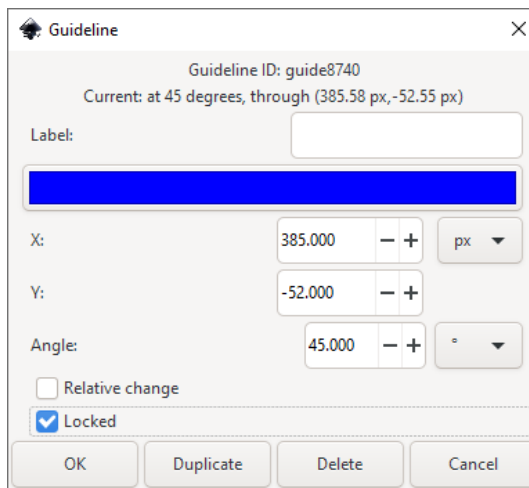 Guideline
Guideline ID: guide8740
Current: at 45 degrees, through (385.58 px,-52.55 px)
Label:
X: 385.000 px
Y: -52.000
Angle: 45.000 °
Relative change
Locked
OK Duplicate Delete Cancel